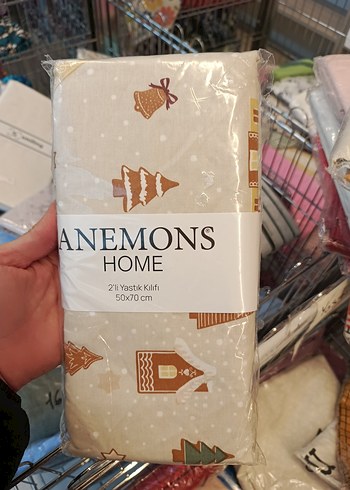 ANEMONS
HOME
2'li Yastık Kılıfı
50x70 cm